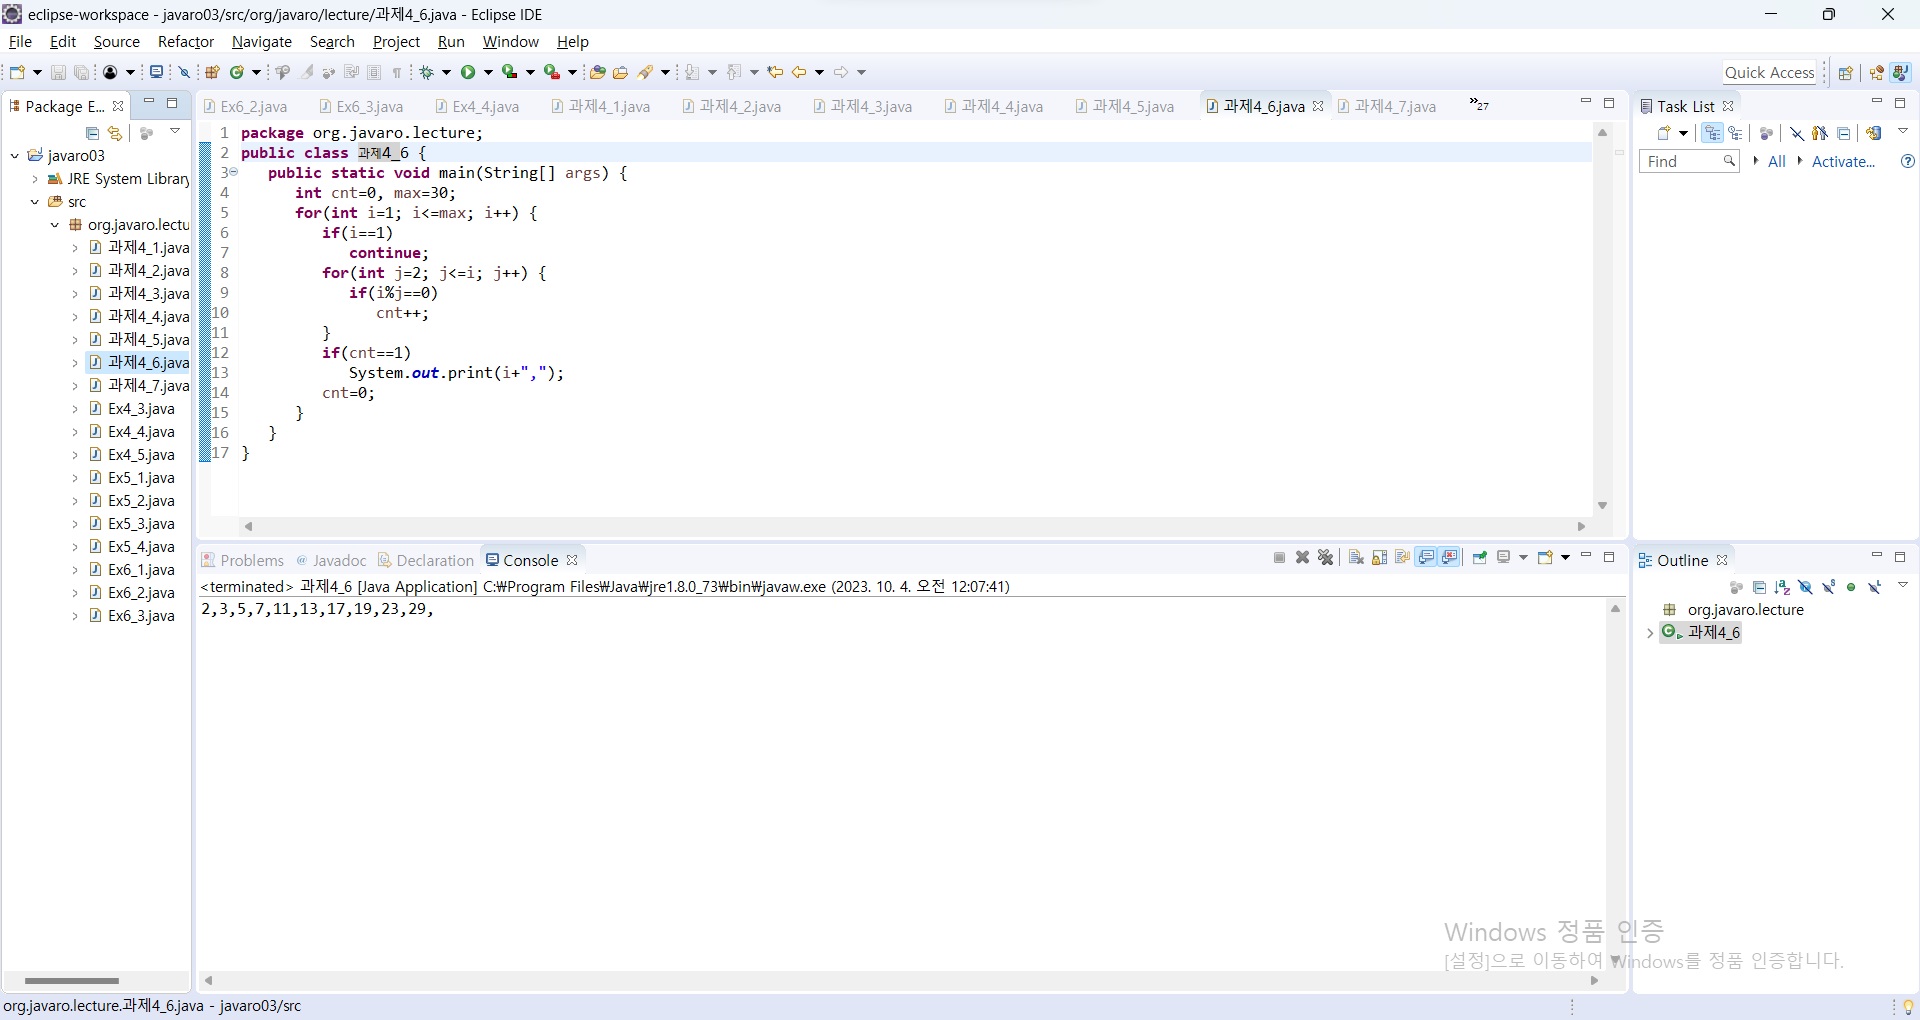 eclipse-workspace - javaro03/src/org/javaro/lecture/과제4_6.java - Eclipse IDE
File Edit Source Refactor Navigate Search Project Run Window Help
Quick Access
Package E...
Ex6_2.java Ex6_3.java Ex4_4.java 과제4_1.java 과제4_2.java 과제4_3.java 과제4_4.java 과제4_5.java 과제4_6.java 과제4_7.java »27
Task List
Find All Activate...
javaro03
JRE System Library
src
org.javaro.lectu
과제4_1.java
과제4_2.java
과제4_3.java
과제4_4.java
과제4_5.java
과제4_6.java
과제4_7.java
Ex4_3.java
Ex4_4.java
Ex4_5.java
Ex5_1.java
Ex5_2.java
Ex5_3.java
Ex5_4.java
Ex6_1.java
Ex6_2.java
Ex6_3.java
1 package org.javaro.lecture;
2 public class 과제4_6 {
3 public static void main(String[] args) {
4 int cnt=0, max=30;
5 for(int i=1; i<=max; i++) {
6 if(i==1)
7 continue;
8 for(int j=2; j<=i; j++) {
9 if(i%j==0)
10 cnt++;
11 }
12 if(cnt==1)
13 System.out.print(i+",");
14 cnt=0;
15 }
16 }
17 }
Problems Javadoc Declaration Console
<terminated> 과제4_6 [Java Application] C:₩Program Files₩Java₩jre1.8.0_73₩bin₩javaw.exe (2023. 10. 4. 오전 12:07:41)
2,3,5,7,11,13,17,19,23,29,
Outline
org.javaro.lecture
과제4_6
Windows 정품 인증
[설정]으로 이동하여 Windows를 정품 인증합니다.
org.javaro.lecture.과제4_6.java - javaro03/src